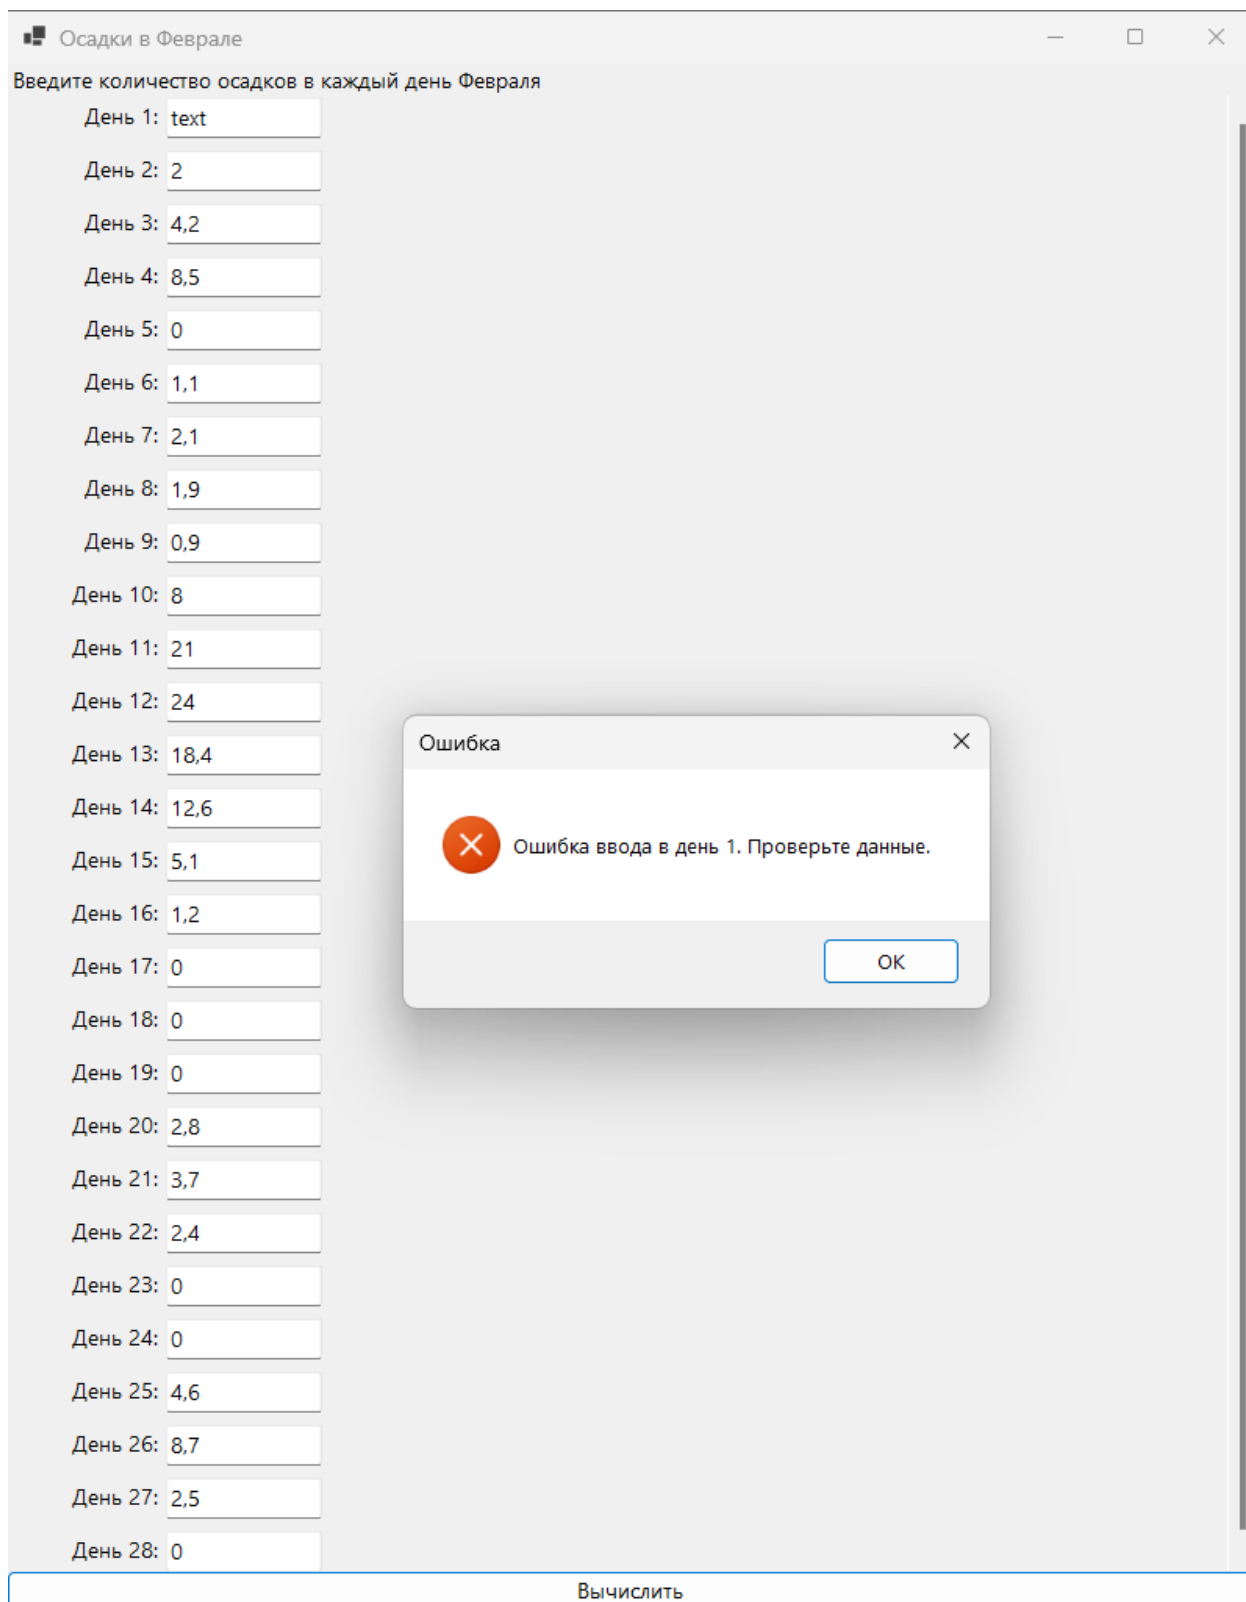 Осадки в Феврале
Введите количество осадков в каждый день Февраля
День 1: text
День 2: 2
День 3: 4,2
День 4: 8,5
День 5: 0
День 6: 1,1
День 7: 2,1
День 8: 1,9
День 9: 0,9
День 10: 8
День 11: 21
День 12: 24
День 13: 18,4
День 14: 12,6
День 15: 5,1
День 16: 1,2
День 17: 0
День 18: 0
День 19: 0
День 20: 2,8
День 21: 3,7
День 22: 2,4
День 23: 0
День 24: 0
День 25: 4,6
День 26: 8,7
День 27: 2,5
День 28: 0
Вычислить
Ошибка
Ошибка ввода в день 1. Проверьте данные.
ОК